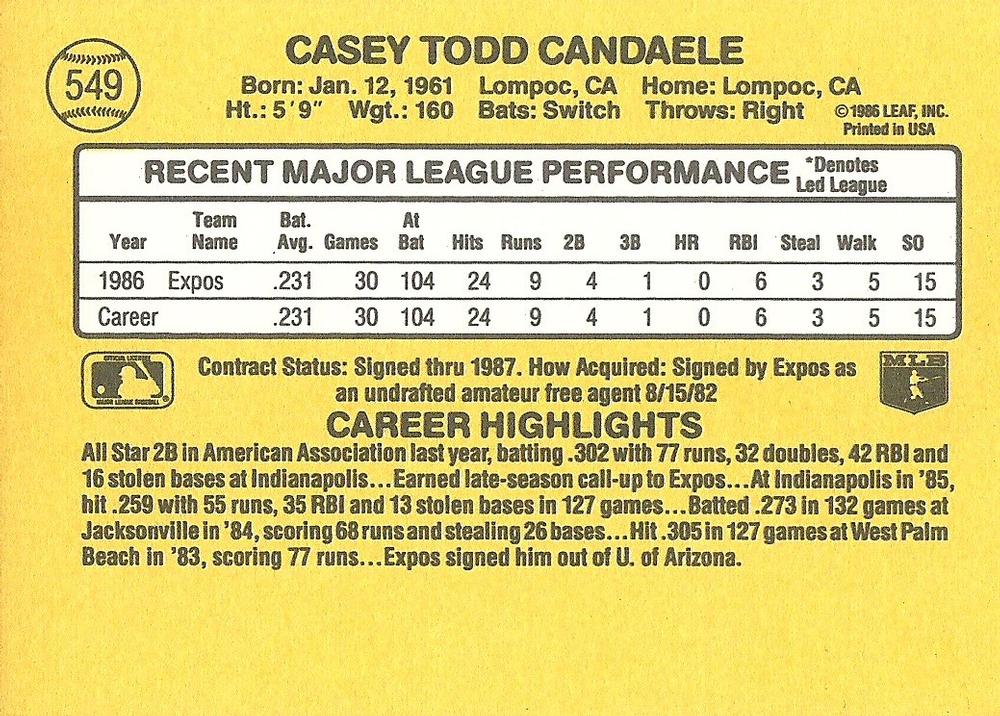 549
CASEY TODD CANDAELE
Born: Jan. 12, 1961 Lompoc, CA Home: Lompoc, CA
Ht.: 5'9" Wgt.: 160 Bats: Switch Throws: Right
©1986 LEAF, INC.
Printed in USA
RECENT MAJOR LEAGUE PERFORMANCE *Denotes Led League
Year Team Name Bat. Avg. Games At Bat Hits Runs 2B 3B HR RBI Steal Walk SO
1986 Expos .231 30 104 24 9 4 1 0 6 3 5 15
Career .231 30 104 24 9 4 1 0 6 3 5 15
OFFICIAL LICENSEE
MAJOR LEAGUE BASEBALL
®
Contract Status: Signed thru 1987. How Acquired: Signed by Expos as
an undrafted amateur free agent 8/15/82
MLB
CAREER HIGHLIGHTS
All Star 2B in American Association last year, batting .302 with 77 runs, 32 doubles, 42 RBI and
16 stolen bases at Indianapolis...Earned late-season call-up to Expos...At Indianapolis in '85,
hit .259 with 55 runs, 35 RBI and 13 stolen bases in 127 games...Batted .273 in 132 games at
Jacksonville in '84, scoring 68 runs and stealing 26 bases...Hit .305 in 127 games at West Palm
Beach in '83, scoring 77 runs...Expos signed him out of U. of Arizona.